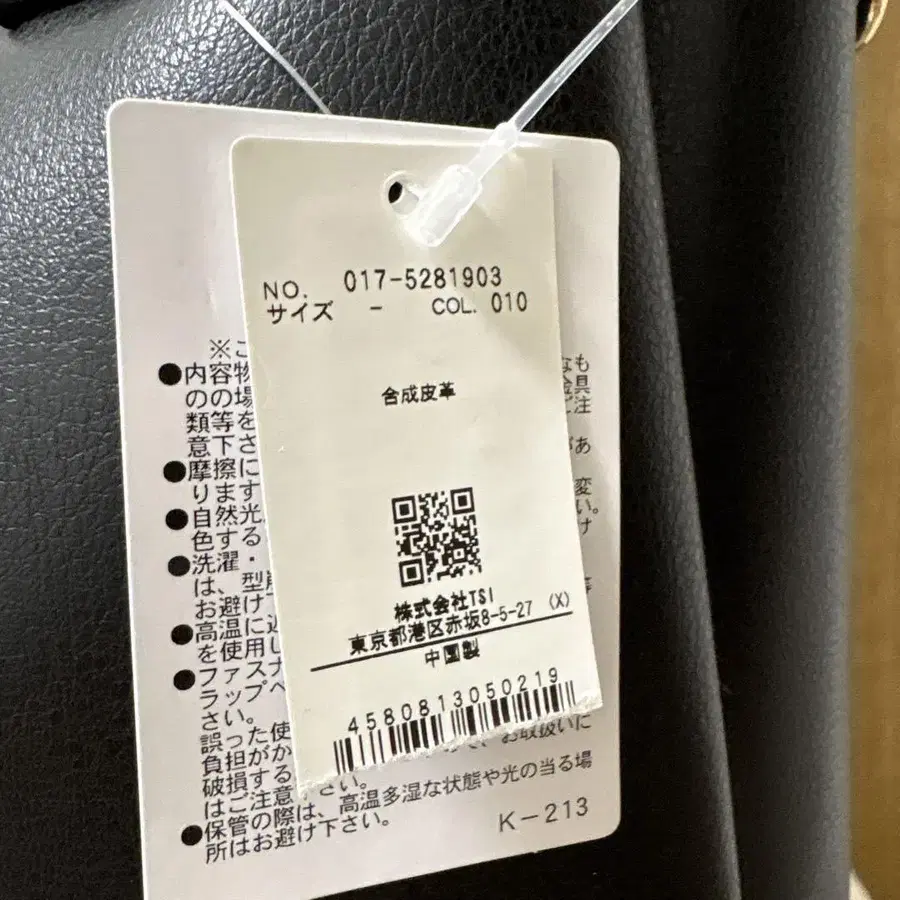 NO. 017-5281903
サイズ - COL. 010
合成皮革
株式会社TSI
東京都港区赤坂8-5-27 (X)
中国製
4580813050219
※こ
●内容物
の場
類等を
意下さ
●摩擦に
ります
●自然光
色する
●洗濯・
は、型崩
お避け
●高温に近
を使用し
●ファスナ
ラップペ
さい。
誤った使
負担がか
破損する お取扱いに
はご注意下さい。
●保管の際は、高温多湿な状態や光の当る場
所はお避け下さい。
K-213
なも
金具
ご注
があ
変
い。
け